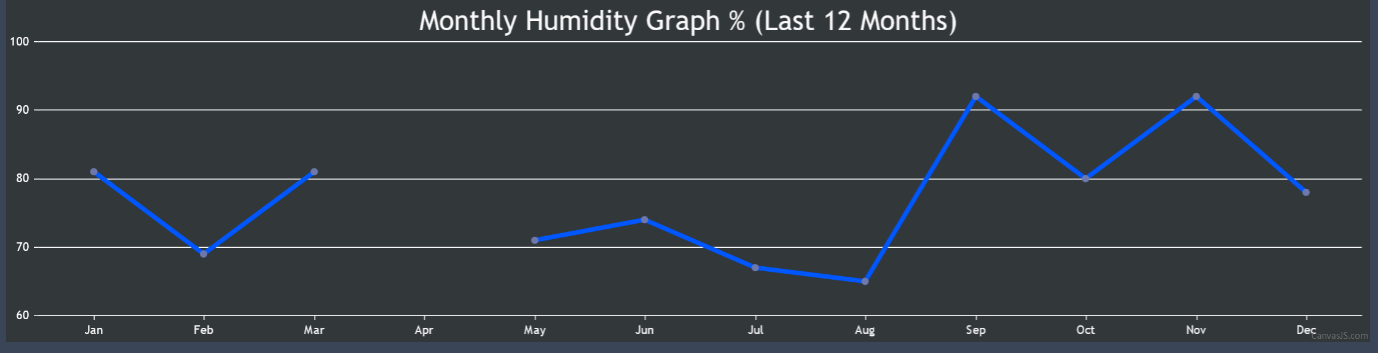 Monthly Humidity Graph % (Last 12 Months)
100
90
80
70
60
Jan Feb Mar Apr May Jun Jul Aug Sep Oct Nov Dec
CanvasJS.com